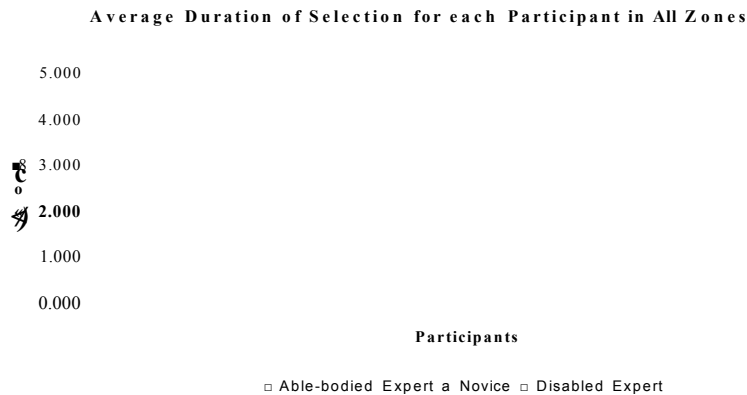 Average Duration of Selection for each Participant in All Zones
5.000
4.000
3.000
2.000
1.000
0.000
Participants
□ Able-bodied Expert a Novice □ Disabled Expert